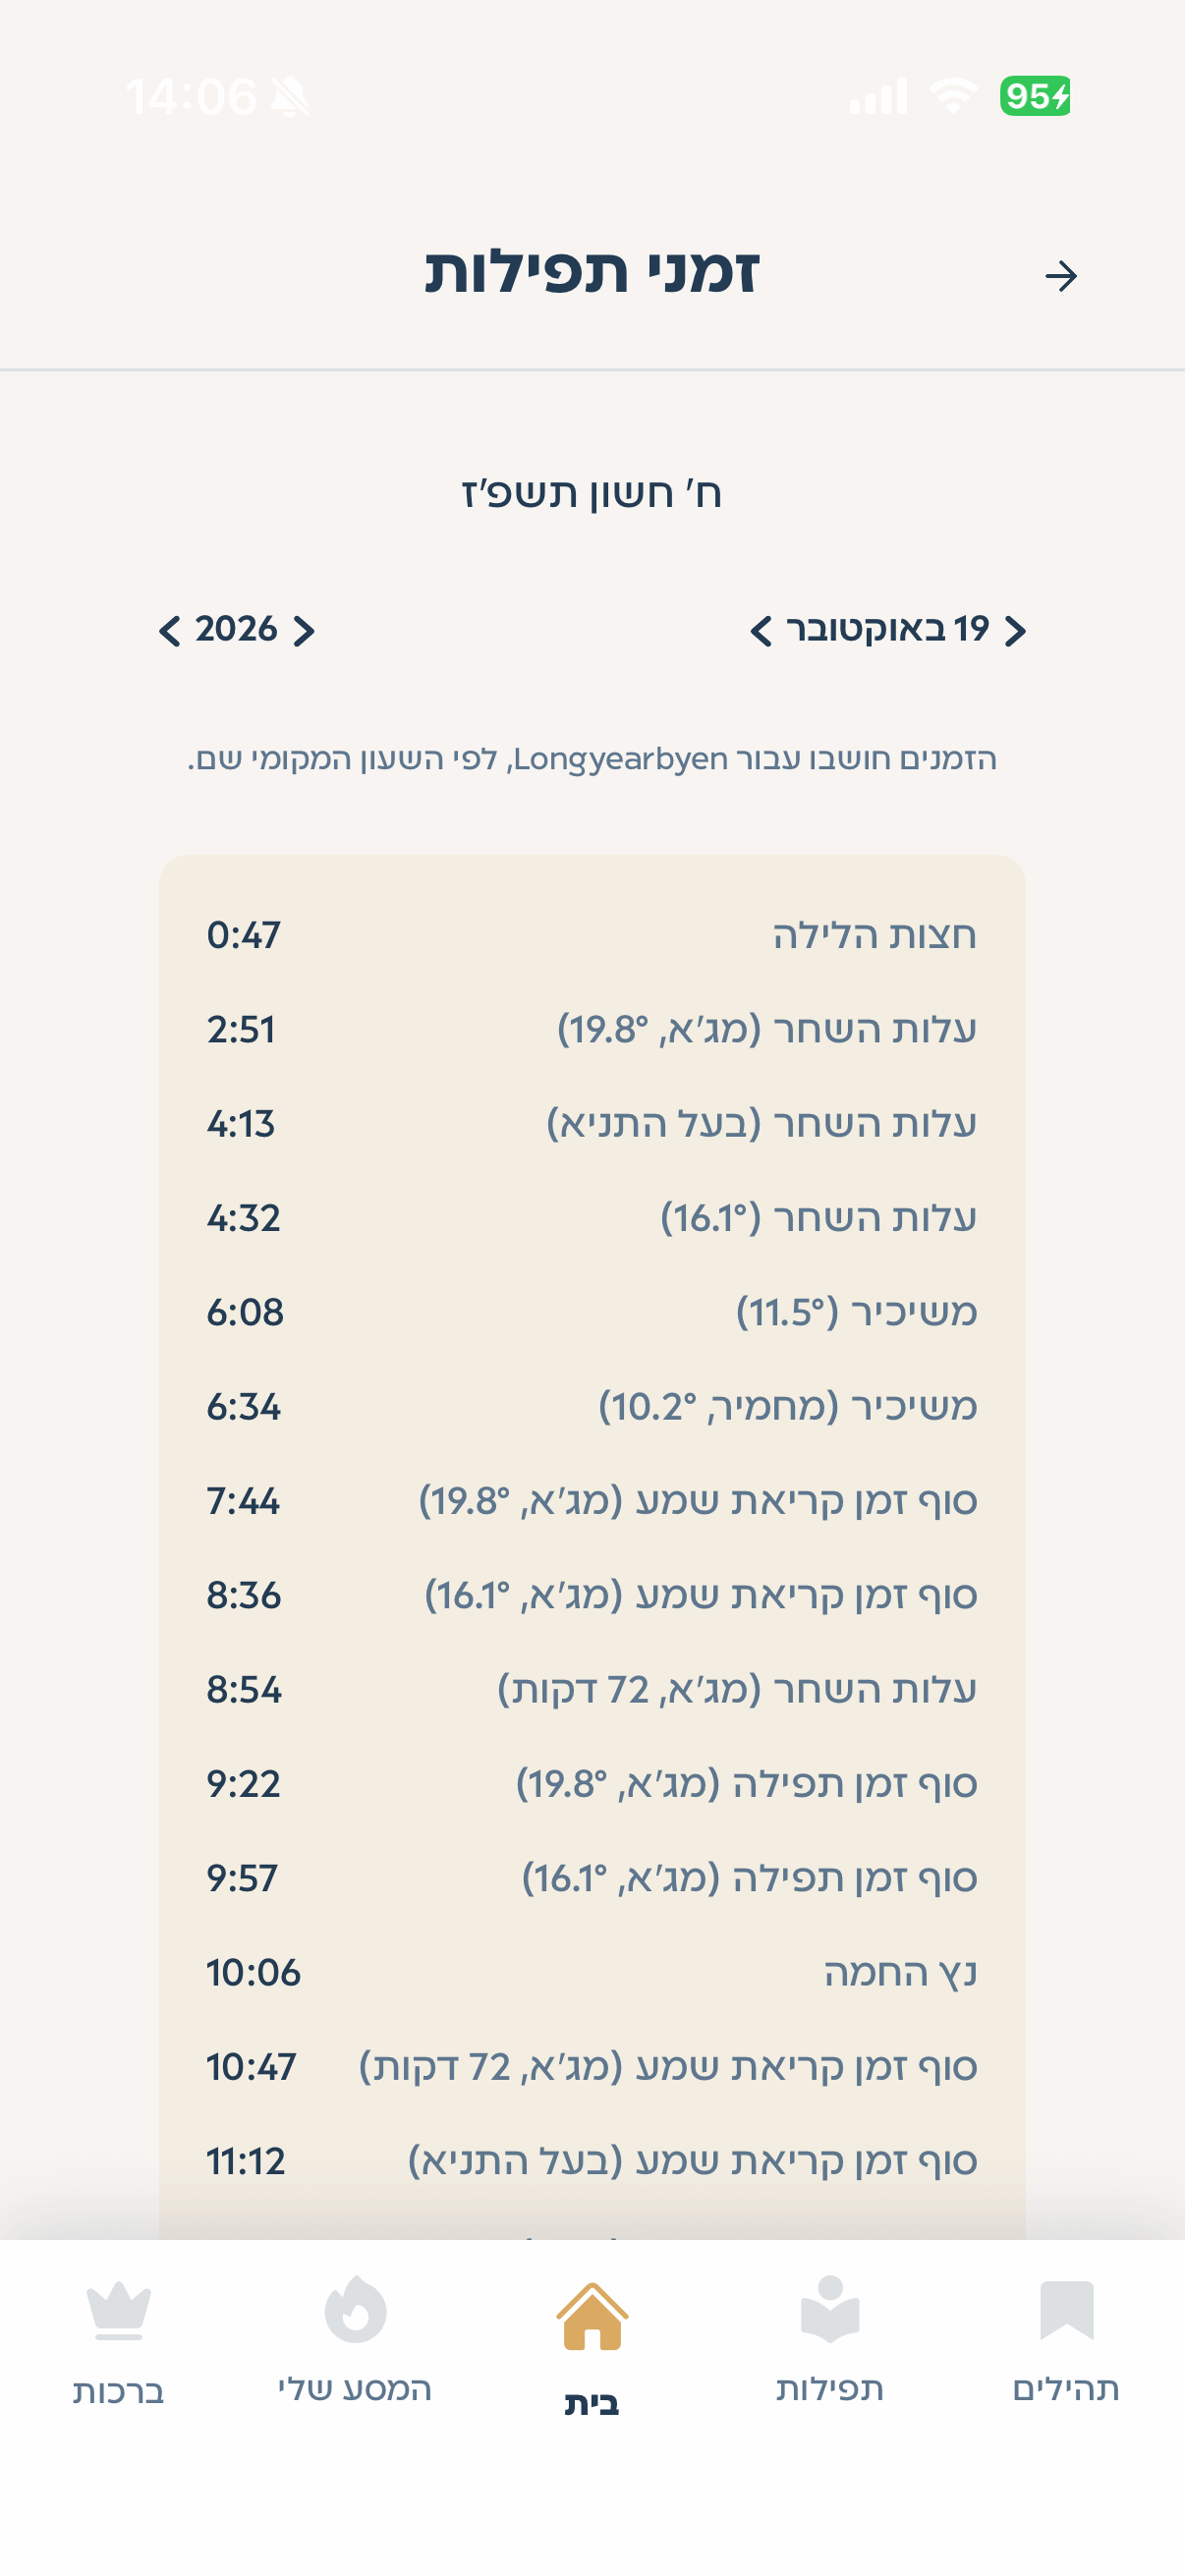 14:06
95
זמני תפילות
ח' חשון תשפ'ז
19 באוקטובר
2026
הזמנים חושבו עבור Longyearbyen, לפי השעון המקומי שם.
חצות הלילה 0:47
עלות השחר (מג'א, 19.8°) 2:51
עלות השחר (בעל התניא) 4:13
עלות השחר (16.1°) 4:32
משיכיר (11.5°) 6:08
משיכיר (מחמיר, 10.2°) 6:34
סוף זמן קריאת שמע (מג'א, 19.8°) 7:44
סוף זמן קריאת שמע (מג'א, 16.1°) 8:36
עלות השחר (מג'א, 72 דקות) 8:54
סוף זמן תפילה (מג'א, 19.8°) 9:22
סוף זמן תפילה (מג'א, 16.1°) 9:57
נץ החמה 10:06
סוף זמן קריאת שמע (מג'א, 72 דקות) 10:47
סוף זמן קריאת שמע (בעל התניא) 11:12
תהילים
תפילות
בית
המסע שלי
ברכות